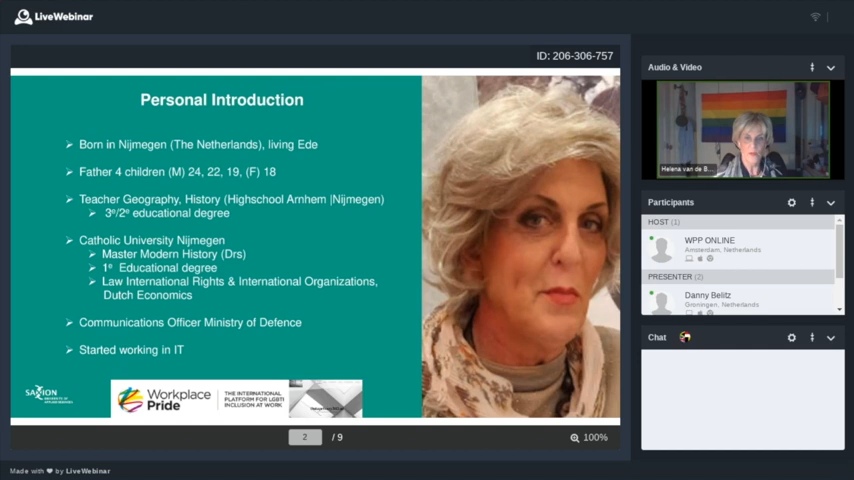 LiveWebinar
ID: 206-306-757
Personal Introduction
Born in Nijmegen (The Netherlands), living Ede
Father 4 children (M) 24, 22, 19, (F) 18
Teacher Geography, History (Highschool Arnhem |Nijmegen)
3ᵉ/2ᵉ educational degree
Catholic University Nijmegen
Master Modern History (Drs)
1ᵉ Educational degree
Law International Rights & International Organizations,
Dutch Economics
Communications Officer Ministry of Defence
Started working in IT
SAXION
Workplace
Pride
THE INTERNATIONAL
PLATFORM FOR LGBTI
INCLUSION AT WORK
2 / 9
100%
Audio & Video
Helena van de B...
Participants
HOST (1)
WPP ONLINE
Amsterdam, Netherlands
PRESENTER (2)
Danny Belitz
Groningen, Netherlands
Chat
Made with ❤ by LiveWebinar